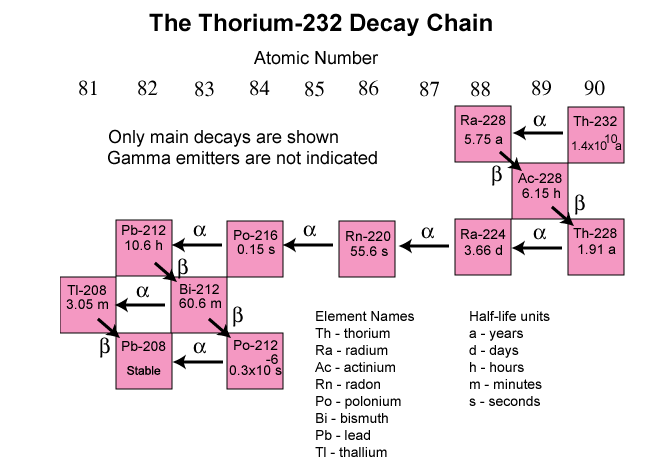 The Thorium-232 Decay Chain
Atomic Number
81 82 83 84 85 86 87 88 89 90
Only main decays are shown
Gamma emitters are not indicated
Ra-228
5.75 a
α
Th-232
1.4x10^10 a
β
Ac-228
6.15 h
β
Pb-212
10.6 h
α
Po-216
0.15 s
α
Rn-220
55.6 s
α
Ra-224
3.66 d
α
Th-228
1.91 a
β
Tl-208
3.05 m
α
Bi-212
60.6 m
β
β
Pb-208
Stable
α
Po-212
0.3x10^-6 s
Element Names
Th - thorium
Ra - radium
Ac - actinium
Rn - radon
Po - polonium
Bi - bismuth
Pb - lead
Tl - thallium
Half-life units
a - years
d - days
h - hours
m - minutes
s - seconds